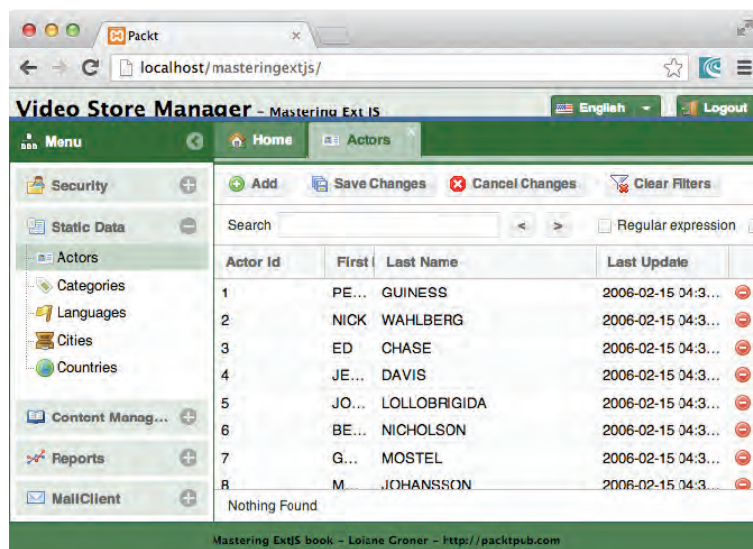 Packt
localhost/masteringextjs/
Video Store Manager - Mastering Ext JS
English
Logout
Menu
Home
Actors
Security
Static Data
Actors
Categories
Languages
Cities
Countries
Content Manag...
Reports
MailClient
Add
Save Changes
Cancel Changes
Clear Filters
Search
<
>
Regular expression
Actor Id First Last Name Last Update
1 PE... GUINESS 2006-02-15 04:3...
2 NICK WAHLBERG 2006-02-15 04:3...
3 ED CHASE 2006-02-15 04:3...
4 JE... DAVIS 2006-02-15 04:3...
5 JO... LOLLOBRIGIDA 2006-02-15 04:3...
6 BE... NICHOLSON 2006-02-15 04:3...
7 G... MOSTEL 2006-02-15 04:3...
8 M... JOHANSSON 2006-02-15 04:3...
Nothing Found
Mastering ExtJS book - Loiane Groner - http://packtpub.com